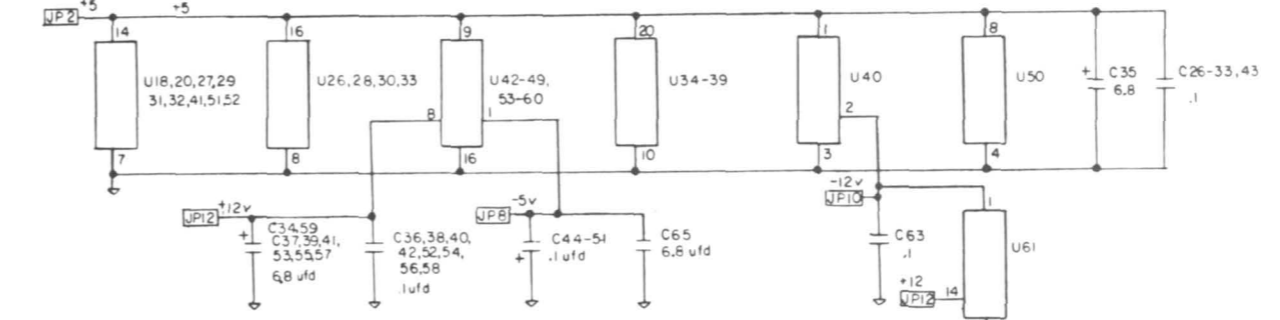 JP2 +5 +5
14 16 9 20 1 8
U18,20,27,29
31,32,41,51,52
U26,28,30,33
U42-49,
53-60
U34-39
U40
U50
+ C35
6.8
C26-33,43
.1
8 1 2
7 8 16 10 3 4
JP12 +12v
JP8 -5v
-12v
JP10
+ C34,59
C37,39,41,
53,55,57
6.8 ufd
C36,38,40,
42,52,54,
56,58
.1ufd
C44-51
+ .1ufd
C65
6.8 ufd
C63
.1
1
U61
+12
JP12 14